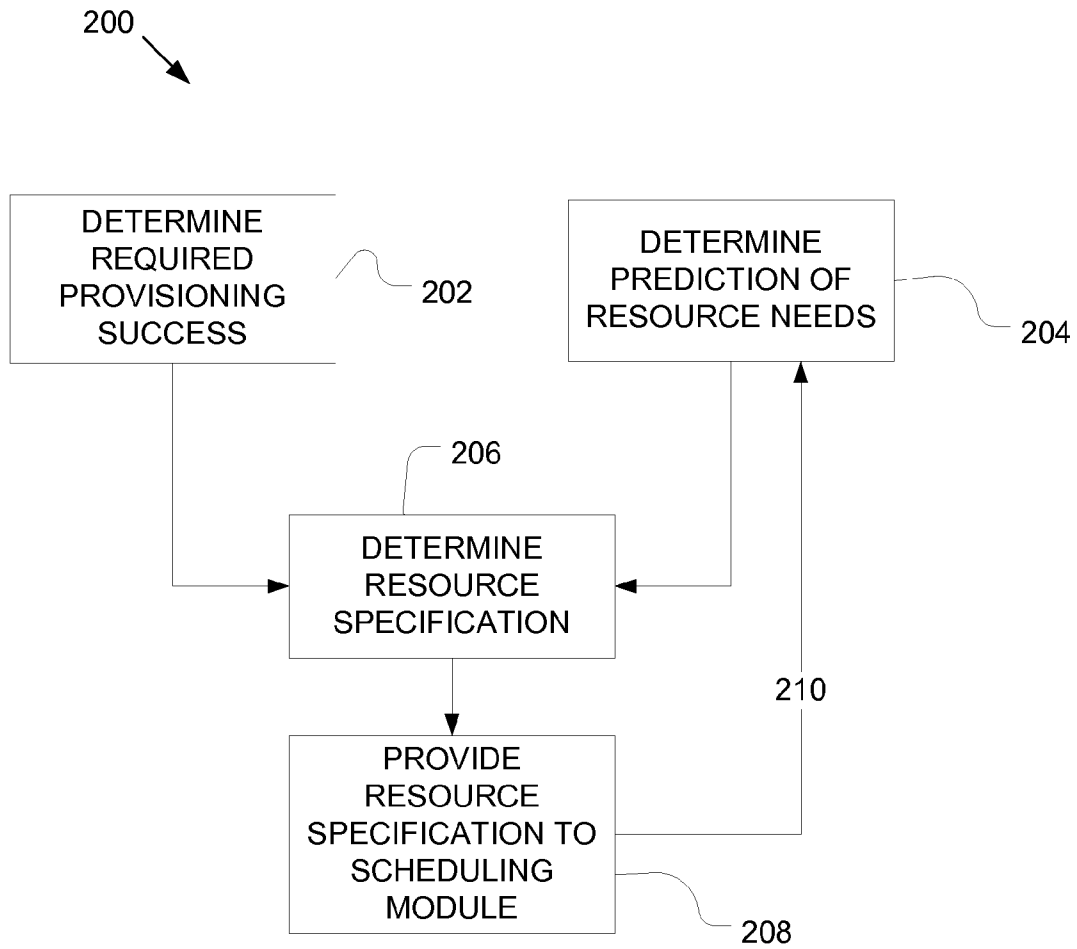 200
DETERMINE
REQUIRED
PROVISIONING
SUCCESS
202
DETERMINE
PREDICTION OF
RESOURCE NEEDS
204
206
DETERMINE
RESOURCE
SPECIFICATION
210
PROVIDE
RESOURCE
SPECIFICATION TO
SCHEDULING
MODULE
208